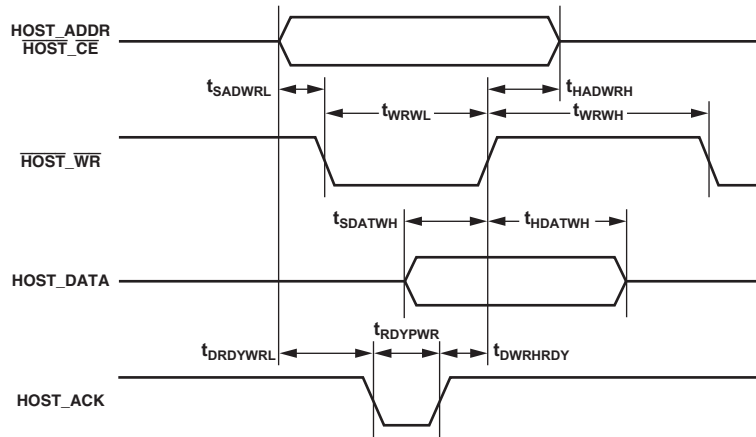 HOST_ADDR
HOST_CE
tSADWRL
tHADWRH
tWRWL
tWRWH
HOST_WR
tSDATWH
tHDATWH
HOST_DATA
tRDYPWR
tDRDYWRL
tDWRHRDY
HOST_ACK